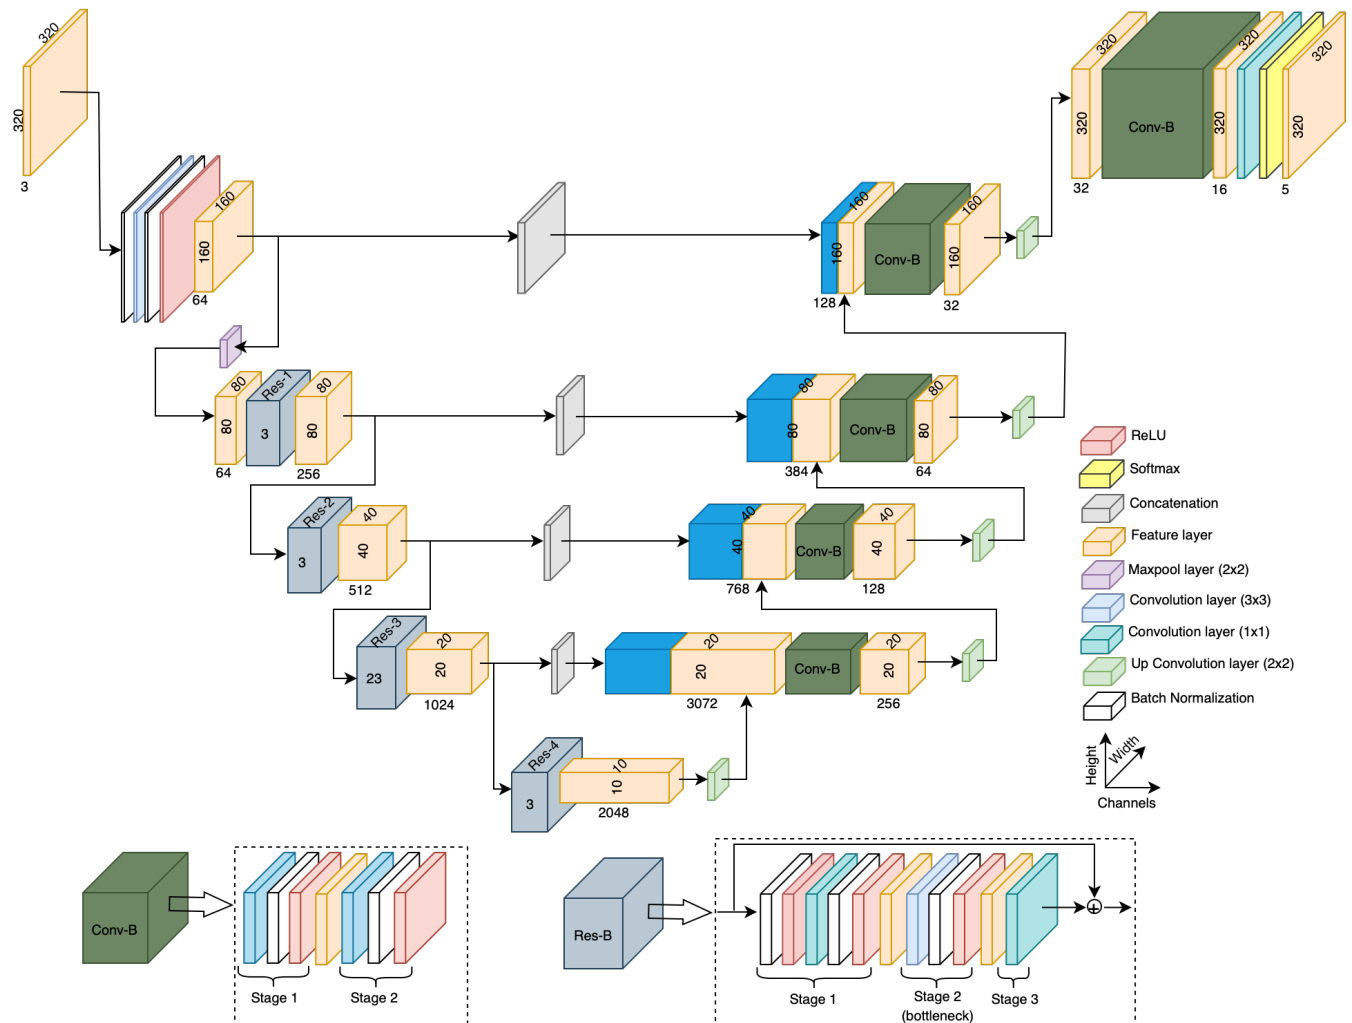 320
320
3
160
160
64
160
160
128
Conv-B
160
160
32
320
320
32
Conv-B
320
320
16
320
320
5
80
80
64
Res-1
3
80
80
256
80
80
384
Conv-B
80
80
64
Res-2
3
40
40
512
40
40
768
Conv-B
40
40
128
Res-3
23
20
20
1024
20
20
3072
Conv-B
20
20
256
Res-4
3
10
10
2048
ReLU
Softmax
Concatenation
Feature layer
Maxpool layer (2x2)
Convolution layer (3x3)
Convolution layer (1x1)
Up Convolution layer (2x2)
Batch Normalization
Height
Width
Channels
Conv-B
Stage 1
Stage 2
Res-B
Stage 1
Stage 2
(bottleneck)
Stage 3